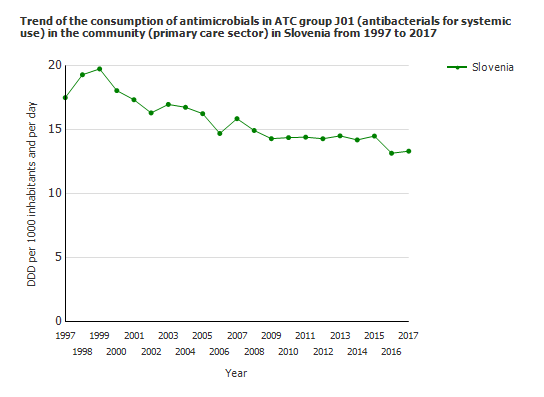 Trend of the consumption of antimicrobials in ATC group J01 (antibacterials for systemic
use) in the community (primary care sector) in Slovenia from 1997 to 2017
Slovenia
DDD per 1000 inhabitants and per day
20
15
10
5
0
1997 1999 2001 2003 2005 2007 2009 2011 2013 2015 2017
1998 2000 2002 2004 2006 2008 2010 2012 2014 2016
Year